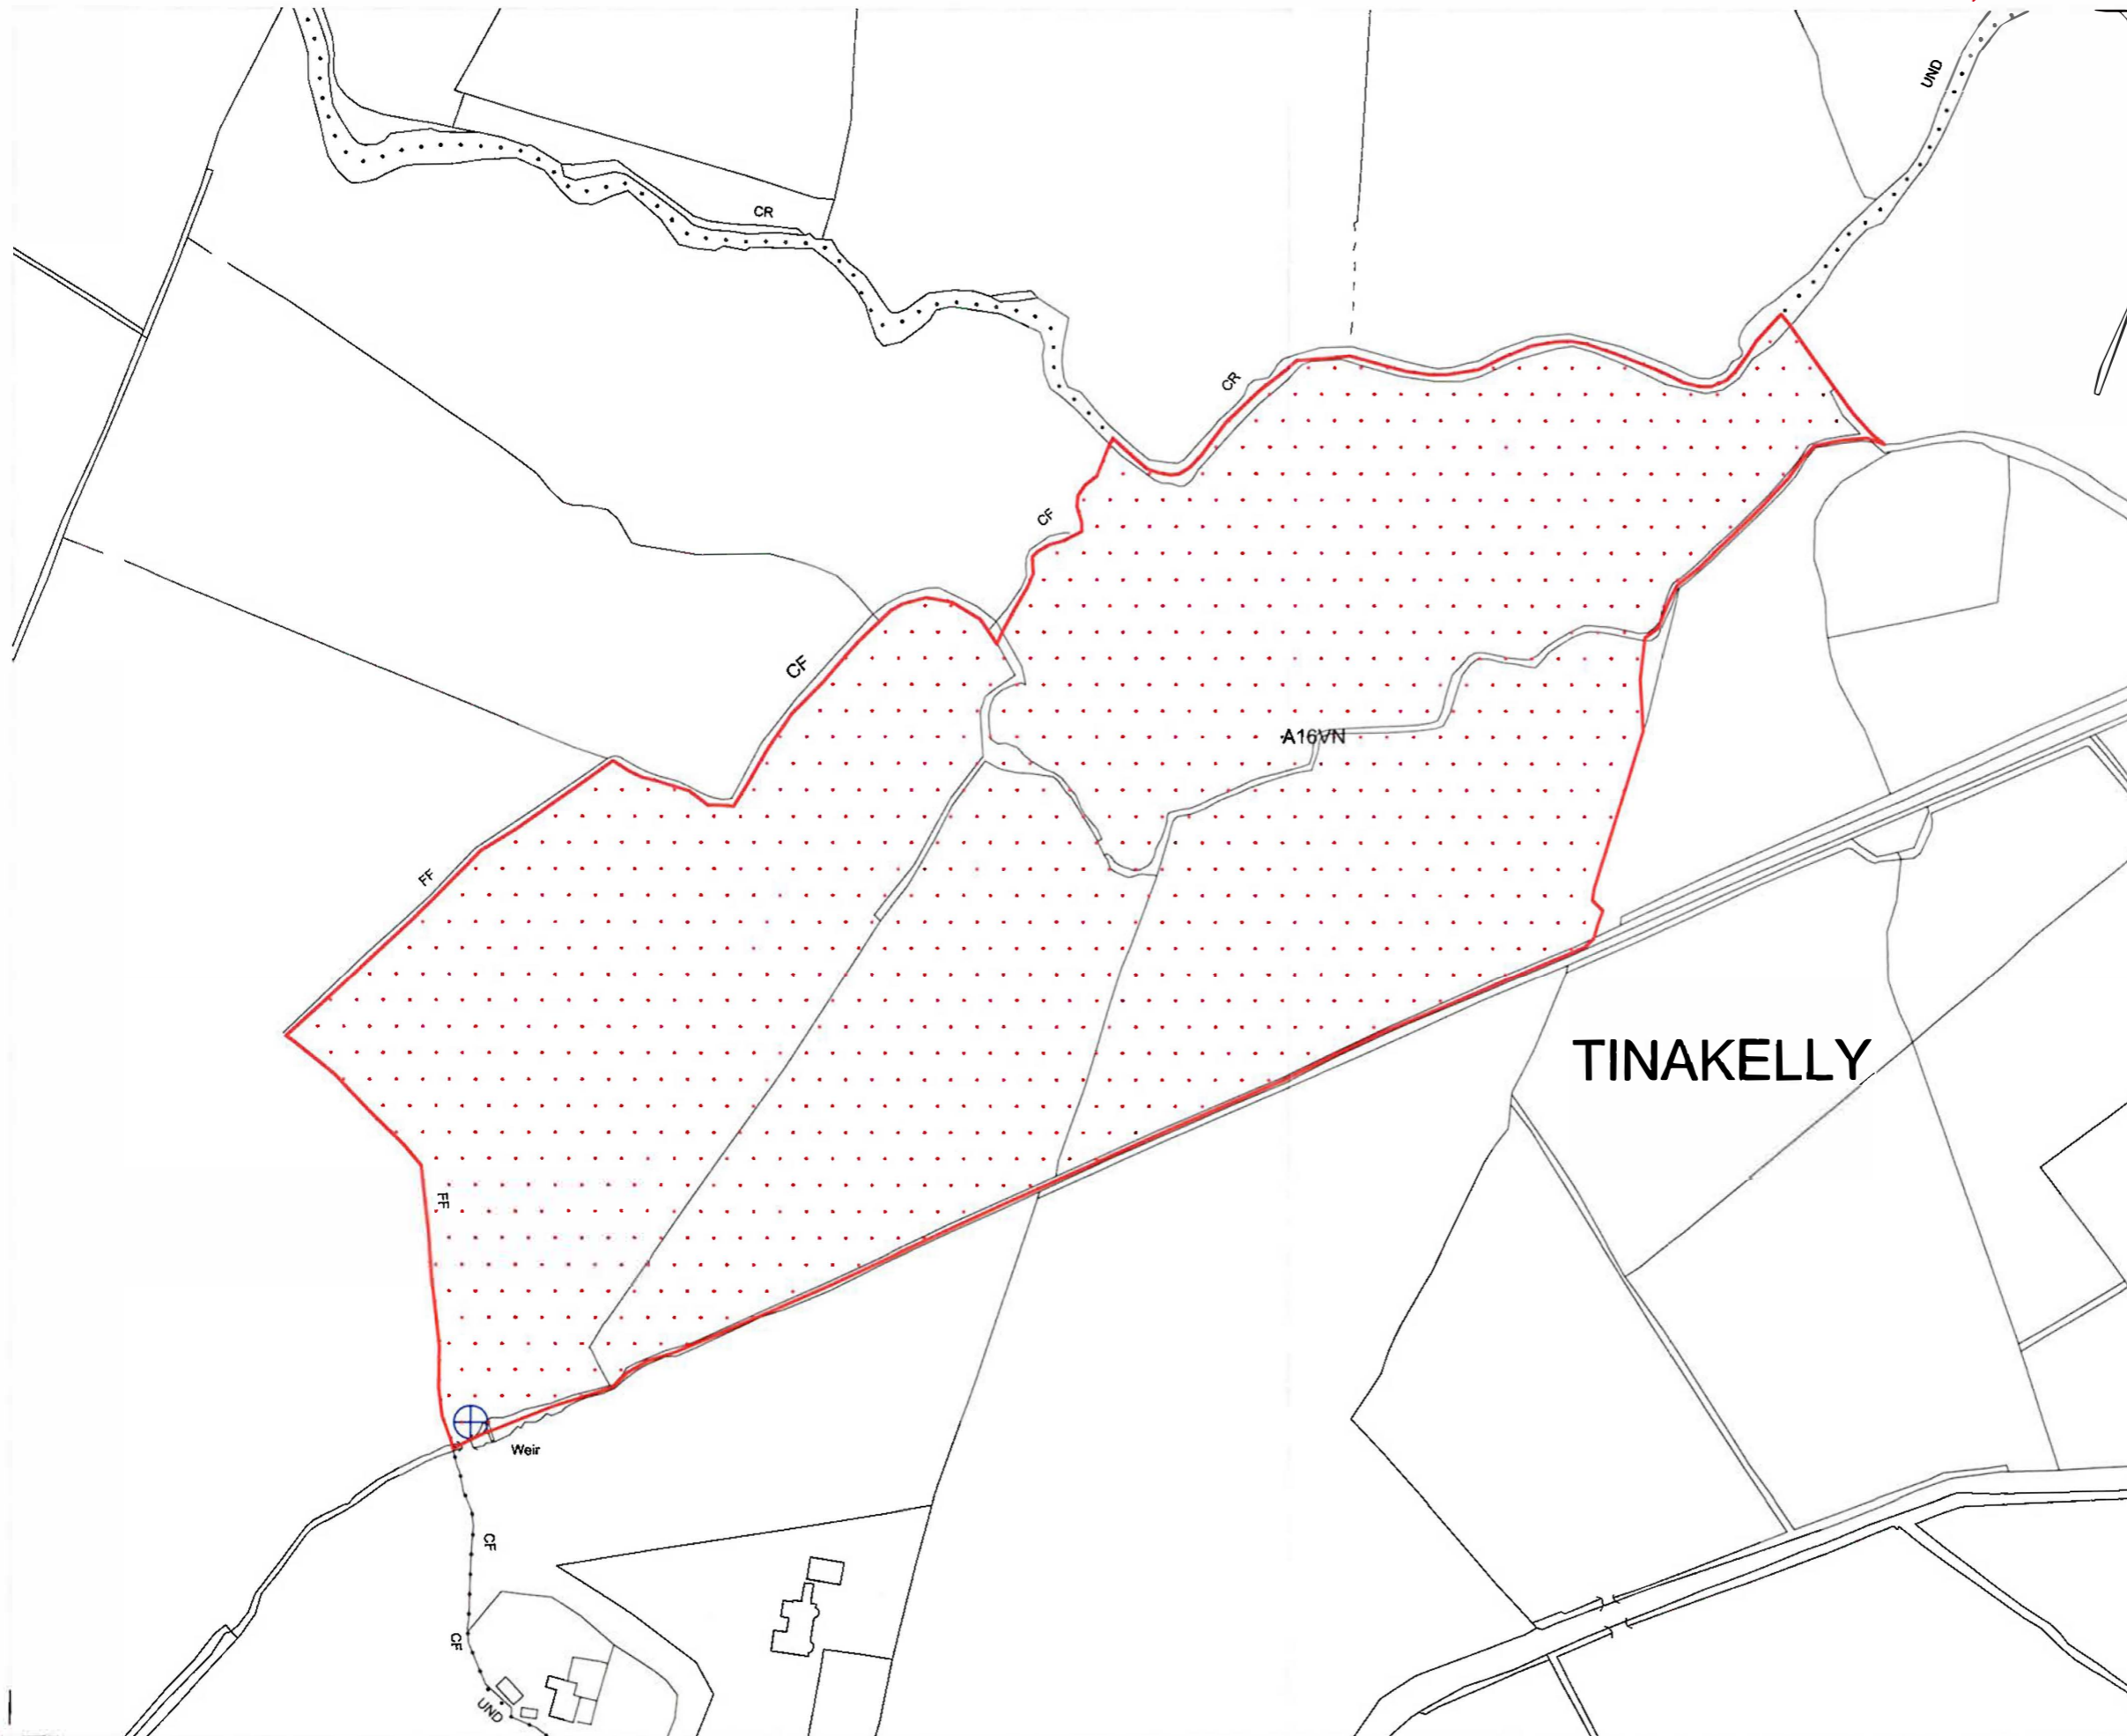 UND
CR
CR
CF
CF
A16VN
FF
TINAKELLY
FF
Weir
CF
CF
UND